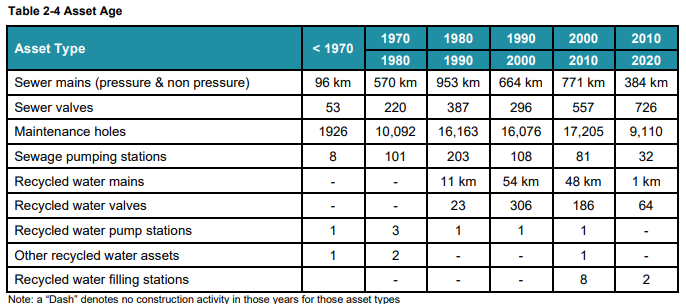 Table 2-4 Asset Age
Asset Type < 1970 1970 1980 1990 2000 2010
1980 1990 2000 2010 2020
Sewer mains (pressure & non pressure) 96 km 570 km 953 km 664 km 771 km 384 km
Sewer valves 53 220 387 296 557 726
Maintenance holes 1926 10,092 16,163 16,076 17,205 9,110
Sewage pumping stations 8 101 203 108 81 32
Recycled water mains - - 11 km 54 km 48 km 1 km
Recycled water valves - - 23 306 186 64
Recycled water pump stations 1 3 1 1 1 -
Other recycled water assets 1 2 - - 1 -
Recycled water filling stations - - - 8 2
Note: a “Dash” denotes no construction activity in those years for those asset types